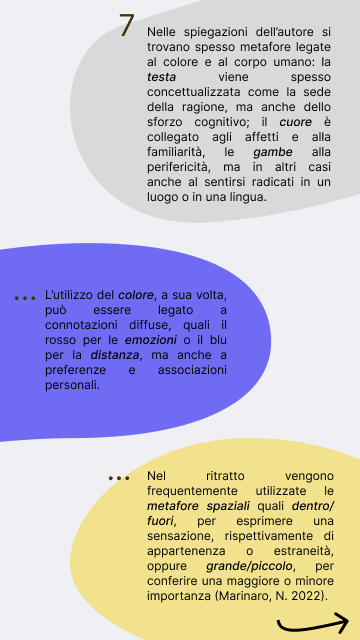 7
Nelle spiegazioni dell'autore si
trovano spesso metafore legate
al colore e al corpo umano: la
testa viene spesso
concettualizzata come la sede
della ragione, ma anche dello
sforzo cognitivo; il cuore è
collegato agli affetti e alla
familiarità, le gambe alla
perifericità, ma in altri casi
anche al sentirsi radicati in un
luogo o in una lingua.
... L'utilizzo del colore, a sua volta,
può essere legato a
connotazioni diffuse, quali il
rosso per le emozioni o il blu
per la distanza, ma anche a
preferenze e associazioni
personali.
... Nel ritratto vengono
frequentemente utilizzate le
metafore spaziali quali dentro/
fuori, per esprimere una
sensazione, rispettivamente di
appartenenza o estraneità,
oppure grande/piccolo, per
conferire una maggiore o minore
importanza (Marinaro, N. 2022).